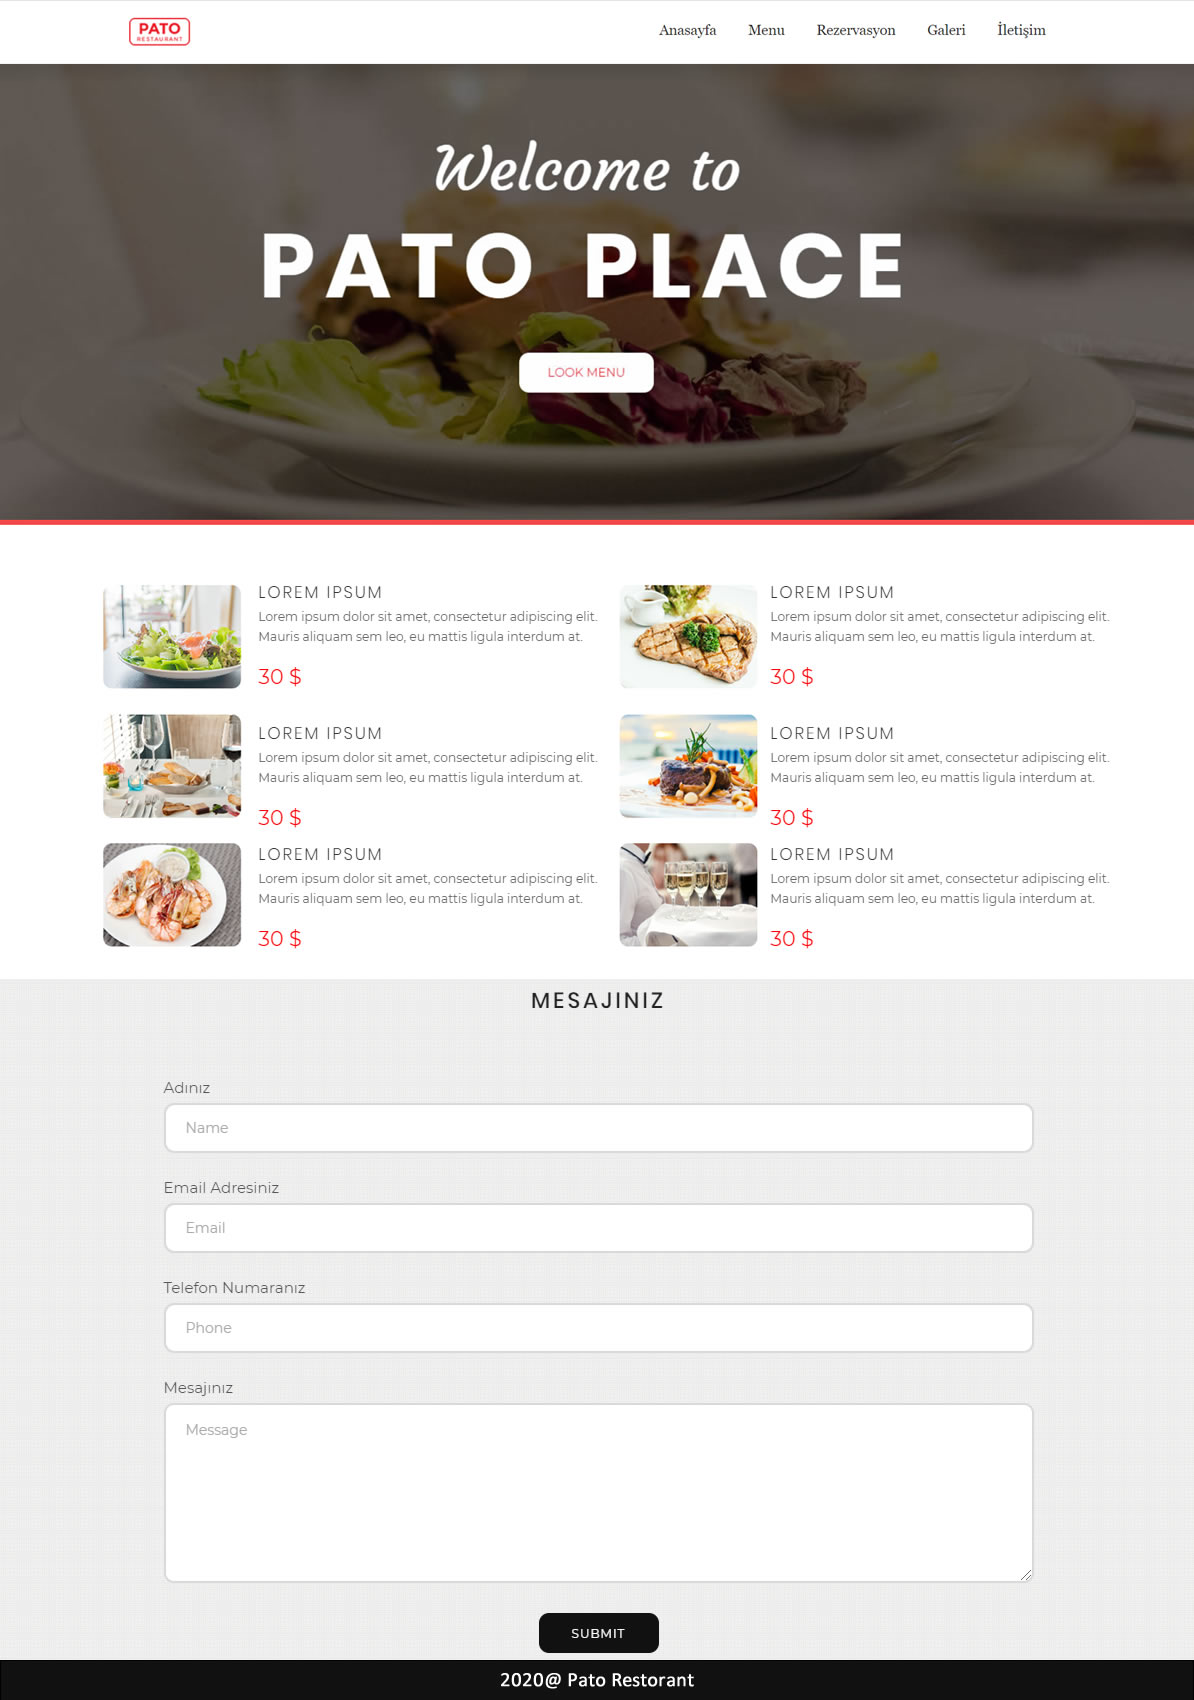 PATO
RESTAURANT
Anasayfa Menu Rezervasyon Galeri İletişim
Welcome to
PATO PLACE
LOOK MENU
LOREM IPSUM
Lorem ipsum dolor sit amet, consectetur adipiscing elit.
Mauris aliquam sem leo, eu mattis ligula interdum at.
30 $
LOREM IPSUM
Lorem ipsum dolor sit amet, consectetur adipiscing elit.
Mauris aliquam sem leo, eu mattis ligula interdum at.
30 $
LOREM IPSUM
Lorem ipsum dolor sit amet, consectetur adipiscing elit.
Mauris aliquam sem leo, eu mattis ligula interdum at.
30 $
LOREM IPSUM
Lorem ipsum dolor sit amet, consectetur adipiscing elit.
Mauris aliquam sem leo, eu mattis ligula interdum at.
30 $
LOREM IPSUM
Lorem ipsum dolor sit amet, consectetur adipiscing elit.
Mauris aliquam sem leo, eu mattis ligula interdum at.
30 $
LOREM IPSUM
Lorem ipsum dolor sit amet, consectetur adipiscing elit.
Mauris aliquam sem leo, eu mattis ligula interdum at.
30 $
MESAJINIZ
Adınız
Name
Email Adresiniz
Email
Telefon Numaranız
Phone
Mesajınız
Message
SUBMIT
2020@ Pato Restorant